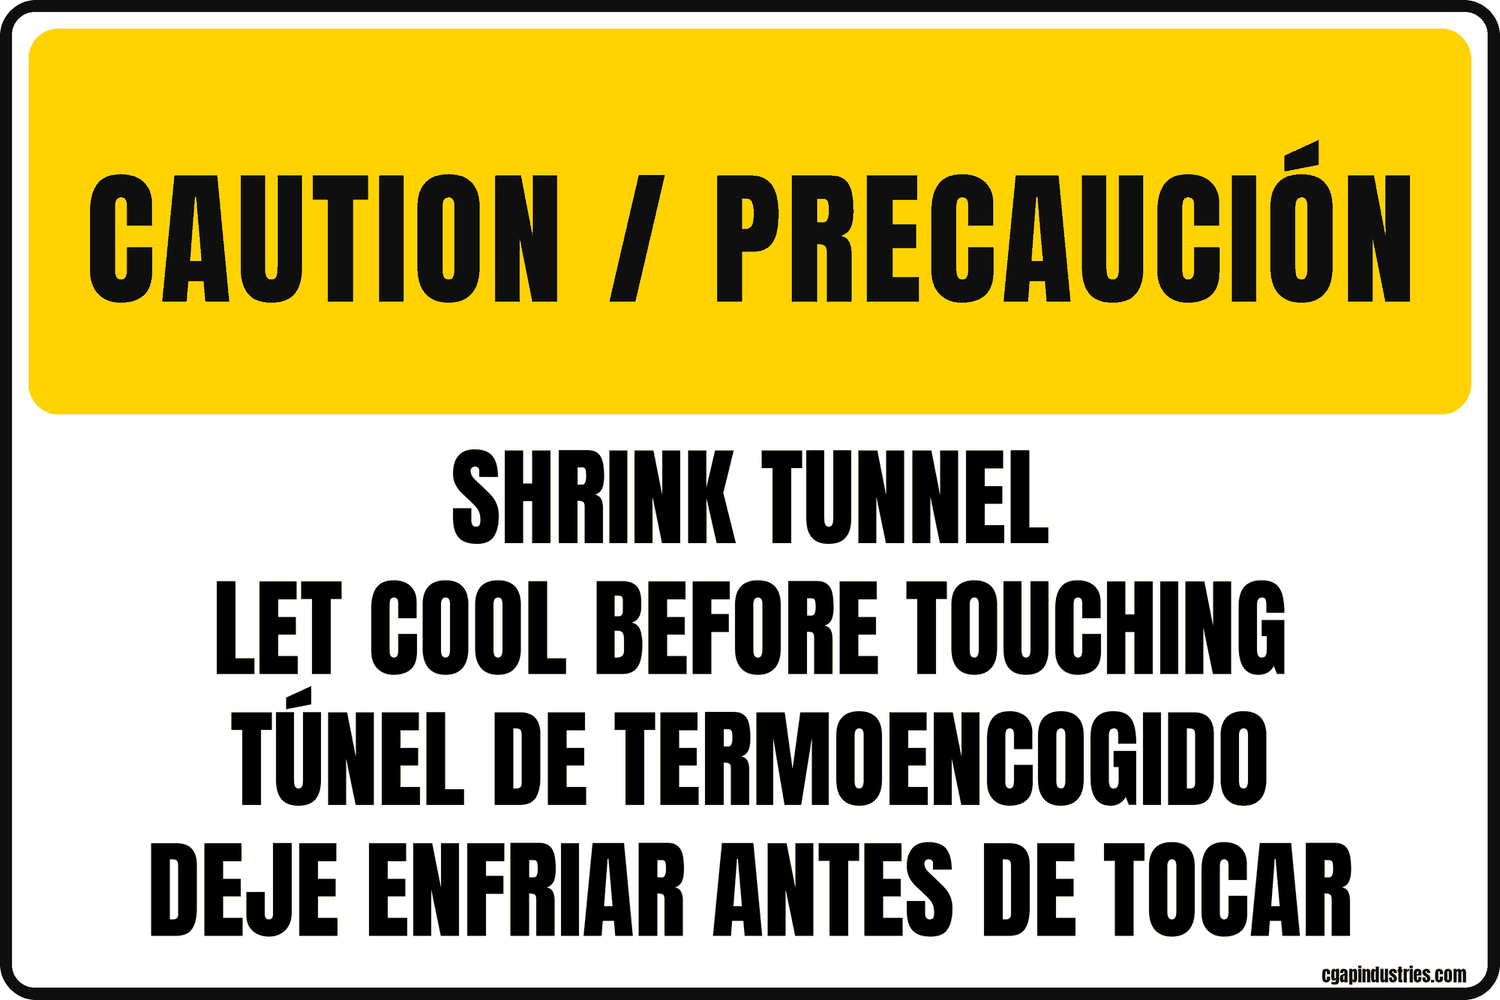 CAUTION / PRECAUCIÓN
SHRINK TUNNEL
LET COOL BEFORE TOUCHING
TÚNEL DE TERMOENCOGIDO
DEJE ENFRIAR ANTES DE TOCAR
cgapindustries.com